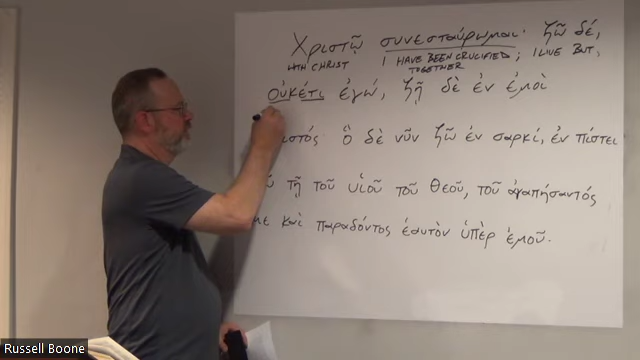 Χριστῷ συνεσταύρωμαι· ζῶ δέ,
WITH CHRIST I HAVE BEEN CRUCIFIED; I LIVE BUT,
TOGETHER
Οὐκέτι ἐγώ, ζῇ δὲ ἐν ἐμοὶ
ιστός· ὃ δὲ νῦν ζῶ ἐν σαρκί, ἐν πίστει
τῇ τοῦ υἱοῦ τοῦ θεοῦ, τοῦ ἀγαπήσαντός
με καὶ παραδόντος ἑαυτὸν ὑπὲρ ἐμοῦ.
Russell Boone